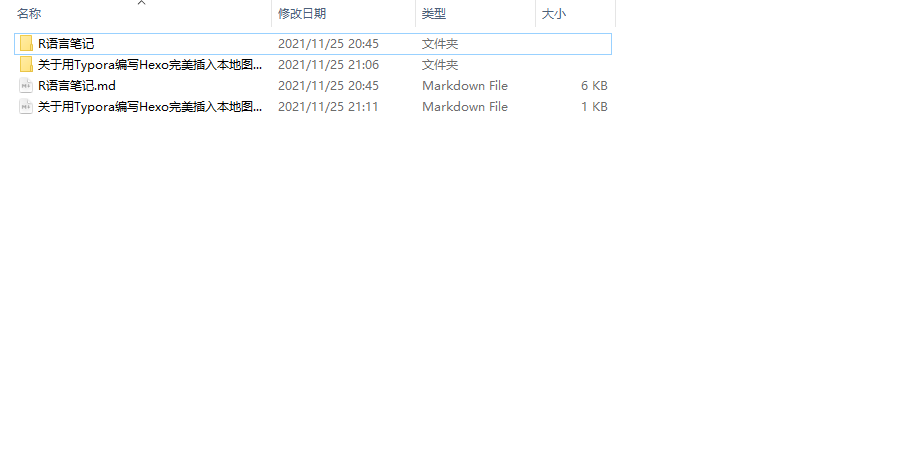 名称 修改日期 类型 大小
R语言笔记 2021/11/25 20:45 文件夹
关于用Typora编写Hexo完美插入本地图... 2021/11/25 21:06 文件夹
R语言笔记.md 2021/11/25 20:45 Markdown File 6 KB
关于用Typora编写Hexo完美插入本地图... 2021/11/25 21:11 Markdown File 1 KB